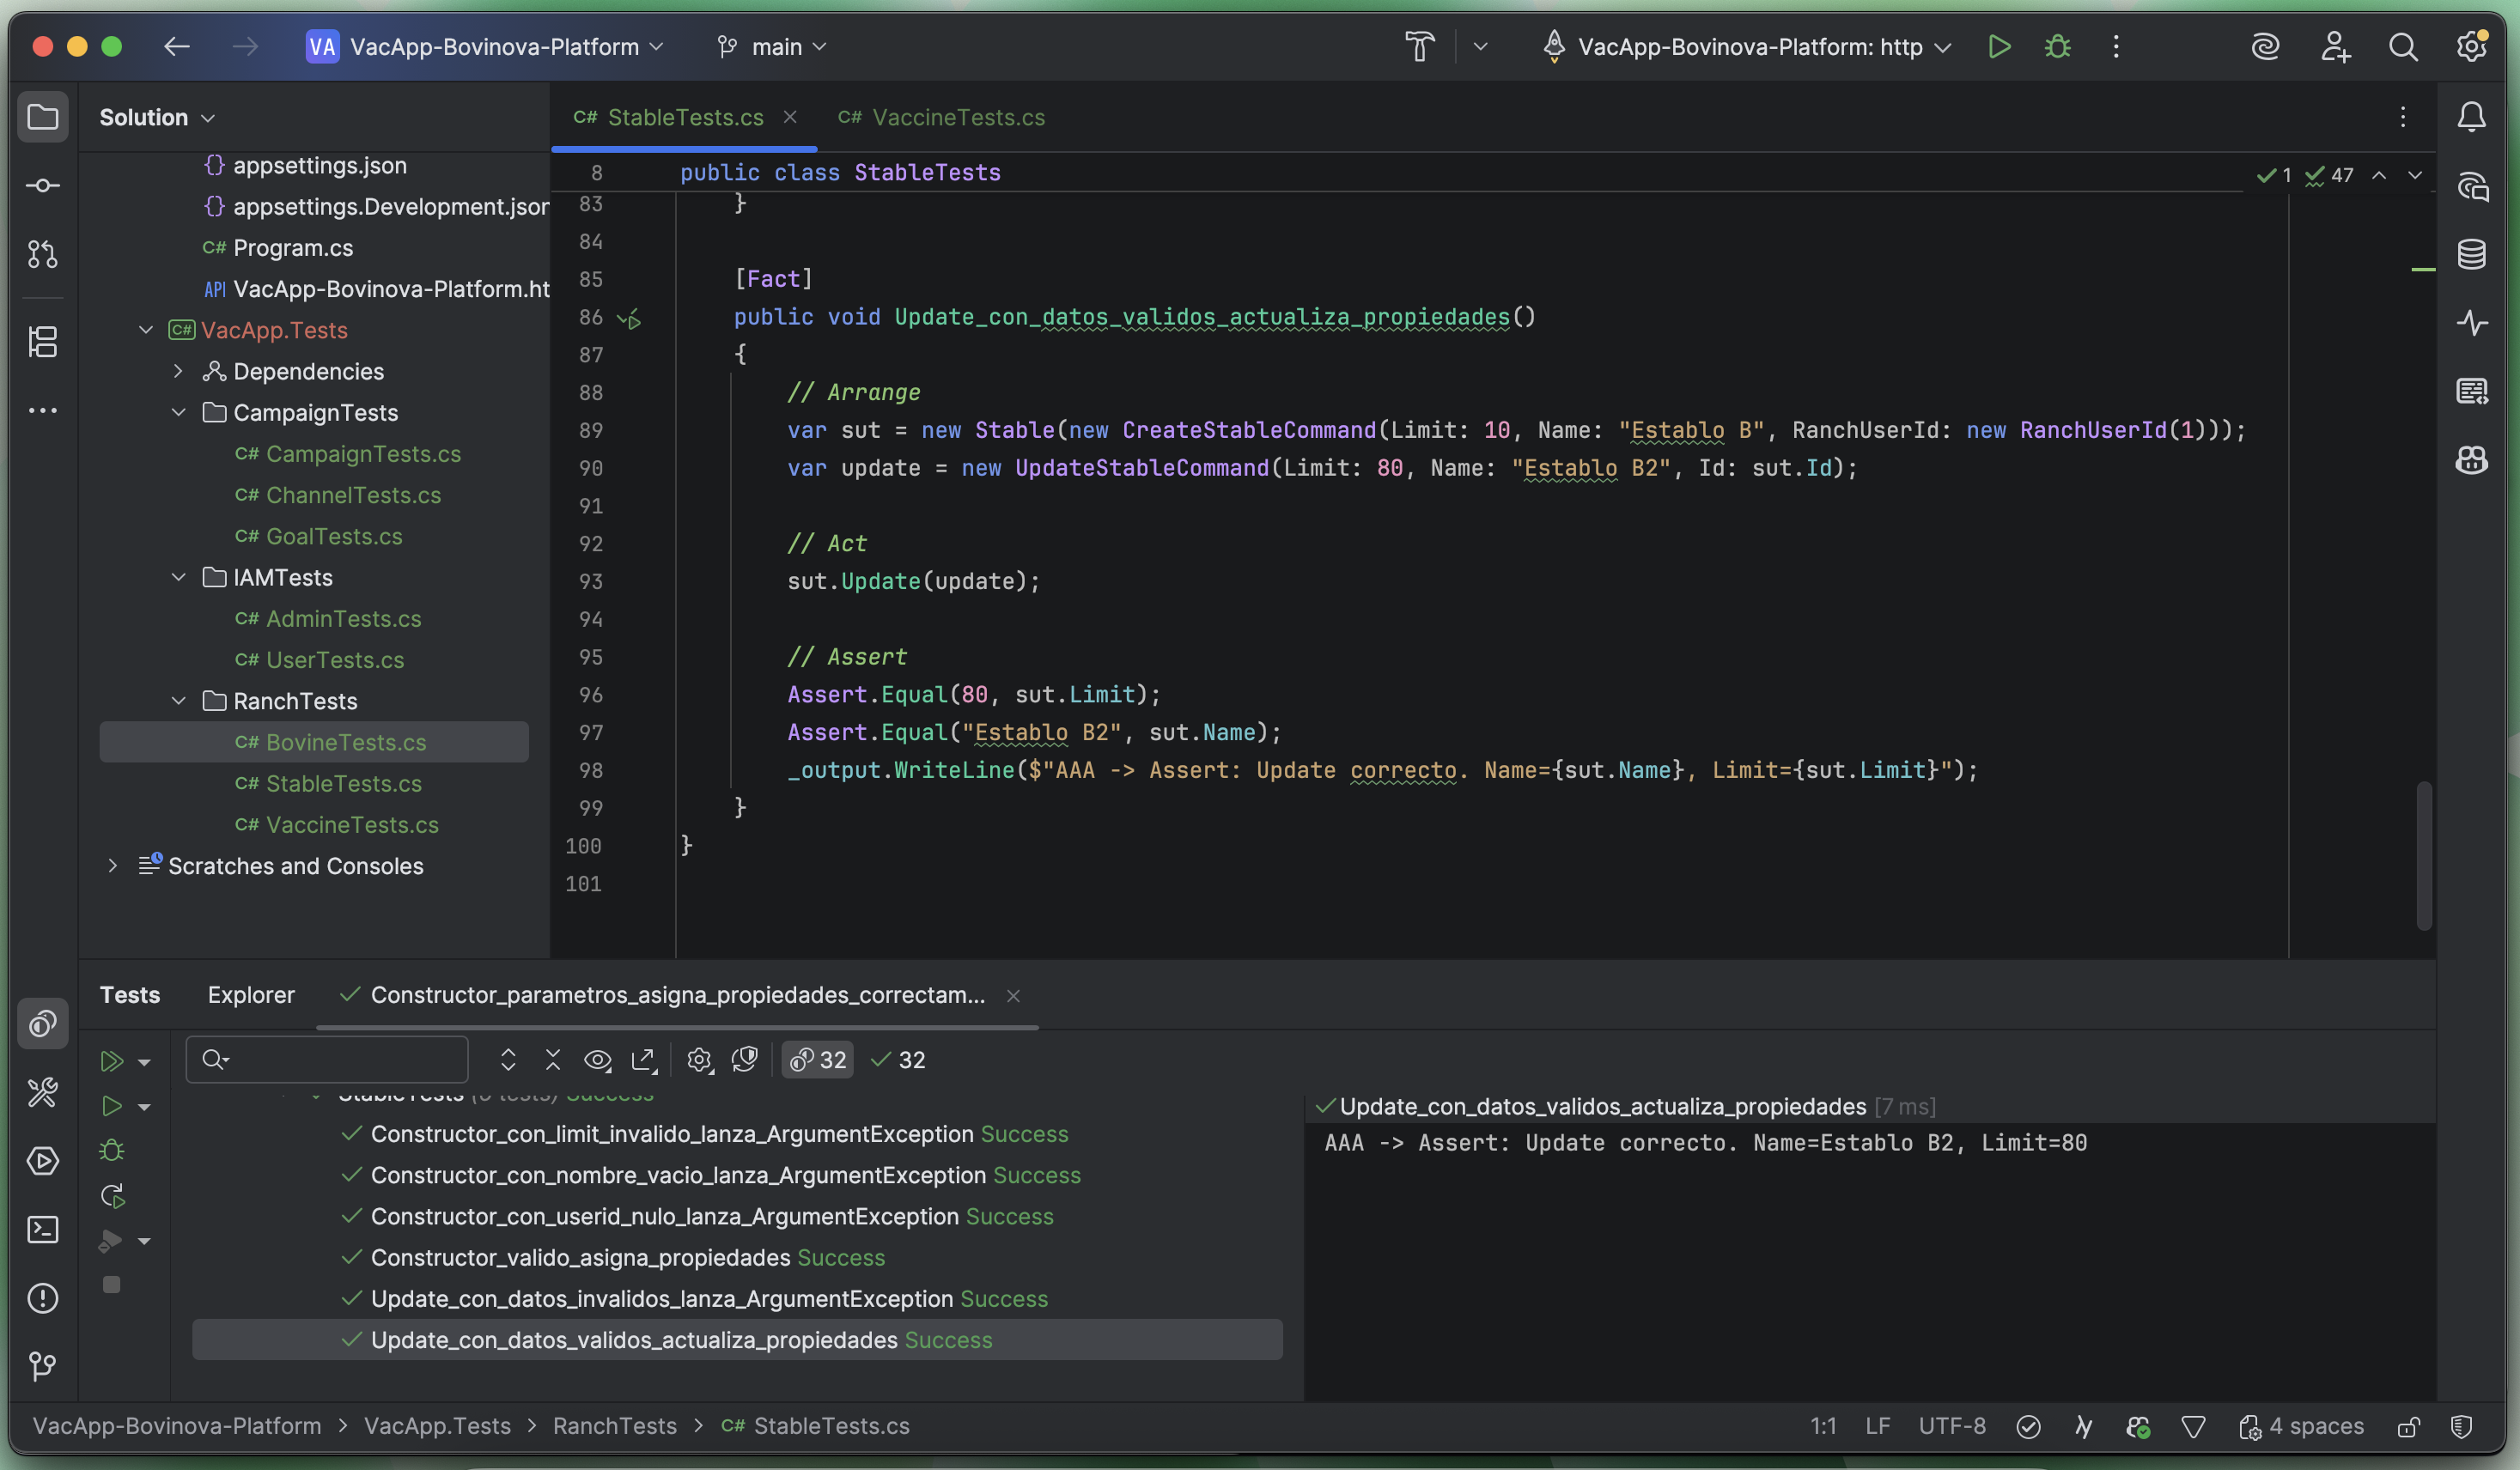 VA VacApp-Bovinova-Platform main VacApp-Bovinova-Platform: http
Solution
appsettings.json
appsettings.Development.json
C# Program.cs
API VacApp-Bovinova-Platform.ht
C# VacApp.Tests
Dependencies
CampaignTests
C# CampaignTests.cs
C# ChannelTests.cs
C# GoalTests.cs
IAMTests
C# AdminTests.cs
C# UserTests.cs
RanchTests
C# BovineTests.cs
C# StableTests.cs
C# VaccineTests.cs
Scratches and Consoles
C# StableTests.cs C# VaccineTests.cs
8 public class StableTests
1 47
83 }
84
85 [Fact]
86 public void Update_con_datos_validos_actualiza_propiedades()
87 {
88 // Arrange
89 var sut = new Stable(new CreateStableCommand(Limit: 10, Name: "Establo B", RanchUserId: new RanchUserId(1)));
90 var update = new UpdateStableCommand(Limit: 80, Name: "Establo B2", Id: sut.Id);
91
92 // Act
93 sut.Update(update);
94
95 // Assert
96 Assert.Equal(80, sut.Limit);
97 Assert.Equal("Establo B2", sut.Name);
98 _output.WriteLine($"AAA -> Assert: Update correcto. Name={sut.Name}, Limit={sut.Limit}");
99 }
100 }
101
Tests Explorer Constructor_parametros_asigna_propiedades_correctam...
32 32
StableTests tests) Success
Constructor_con_limit_invalido_lanza_ArgumentException Success
Constructor_con_nombre_vacio_lanza_ArgumentException Success
Constructor_con_userid_nulo_lanza_ArgumentException Success
Constructor_valido_asigna_propiedades Success
Update_con_datos_invalidos_lanza_ArgumentException Success
Update_con_datos_validos_actualiza_propiedades Success
Update_con_datos_validos_actualiza_propiedades [7 ms]
AAA -> Assert: Update correcto. Name=Establo B2, Limit=80
VacApp-Bovinova-Platform > VacApp.Tests > RanchTests > C# StableTests.cs
1:1 LF UTF-8 4 spaces